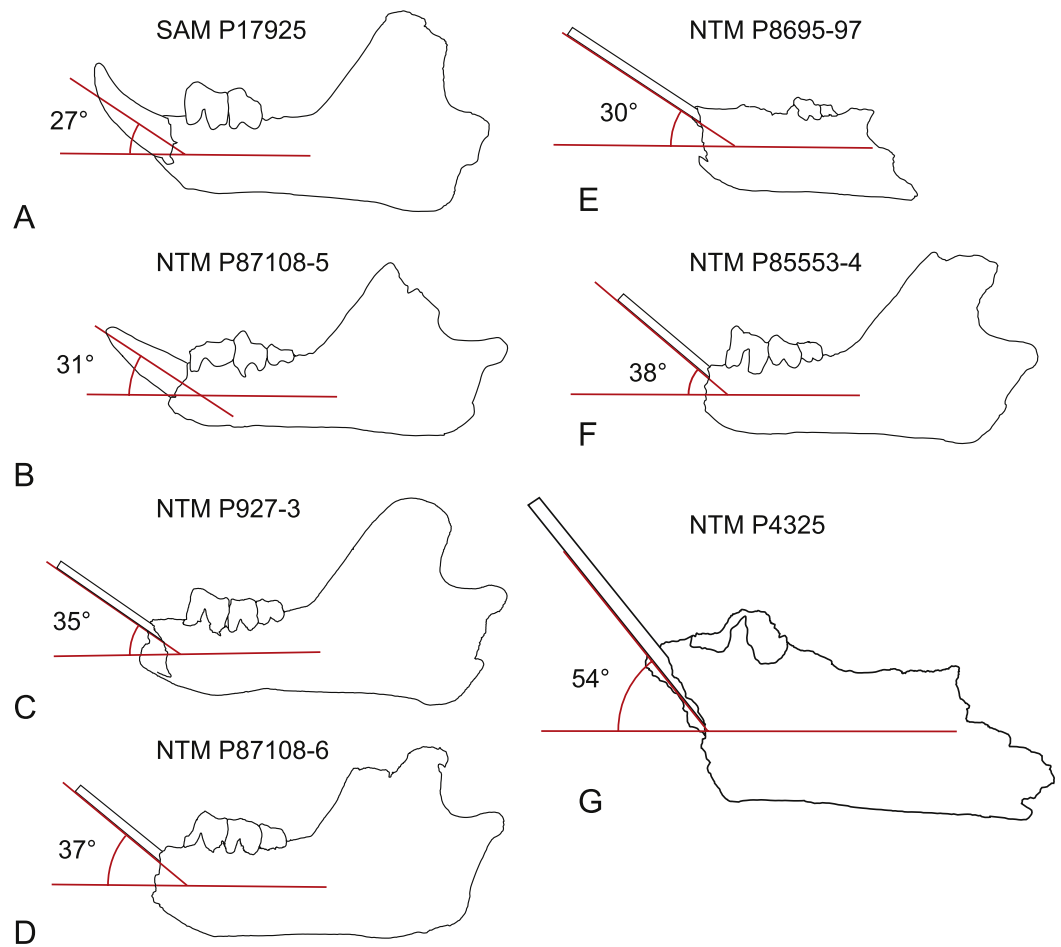 SAM P17925
27°
A
NTM P87108-5
31°
B
NTM P927-3
35°
C
NTM P87108-6
37°
D
NTM P8695-97
30°
E
NTM P85553-4
38°
F
NTM P4325
54°
G